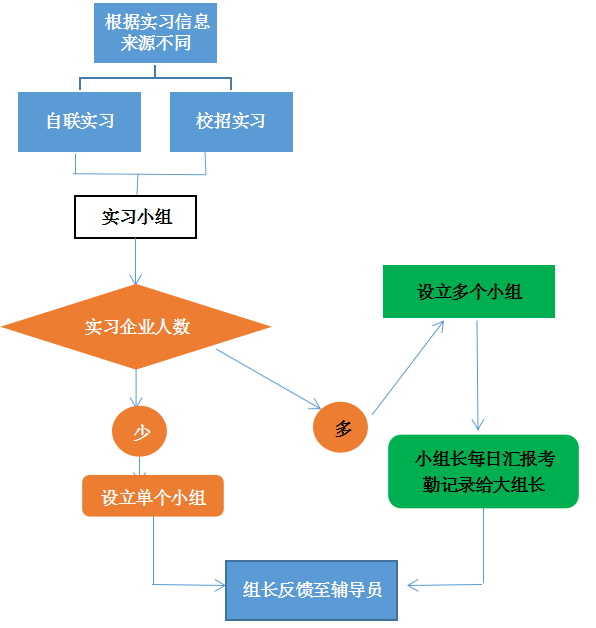 根据实习信息
来源不同
自联实习
校招实习
实习小组
实习企业人数
设立多个小组
少
多
小组长每日汇报考
勤记录给大组长
设立单个小组
组长反馈至辅导员